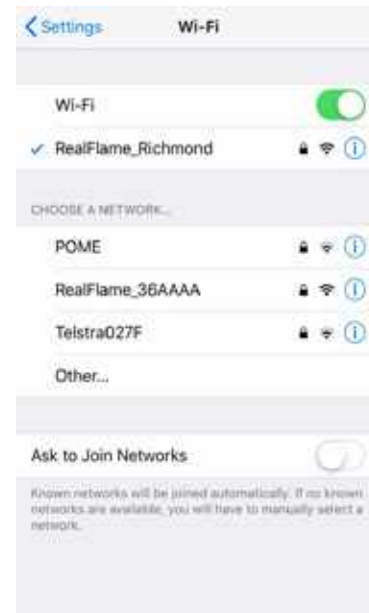 Settings Wi-Fi
Wi-Fi
RealFlame_Richmond
CHOOSE A NETWORK...
POME
RealFlame_36AAAA
Telstra027F
Other...
Ask to Join Networks
Known networks will be joined automatically. If no known
networks are available, you will have to manually select a
network.